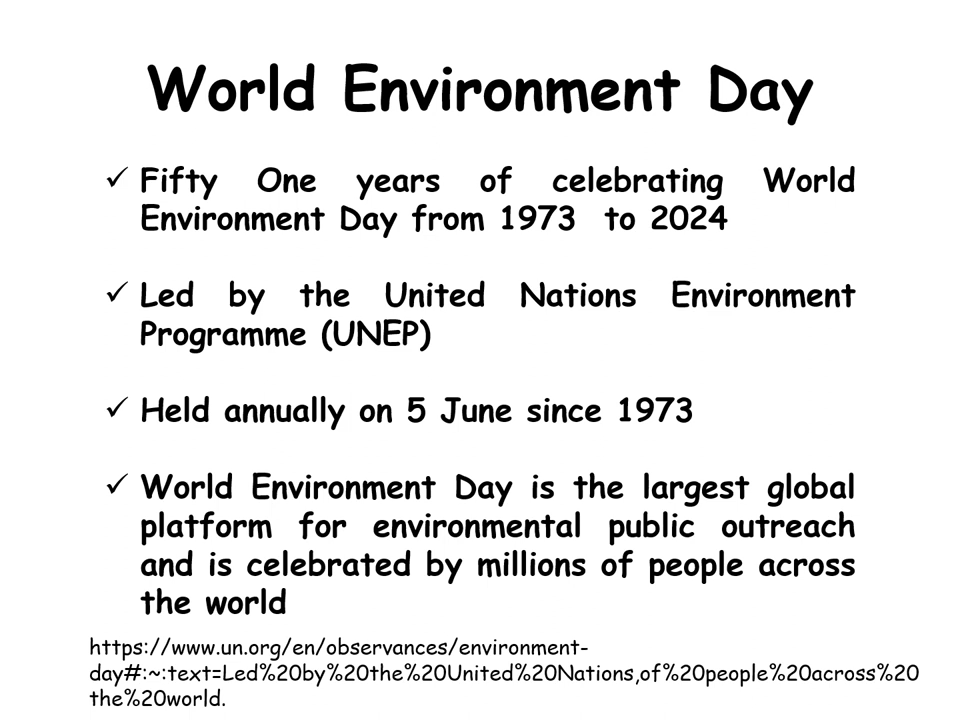 World Environment Day
✓ Fifty One years of celebrating World
Environment Day from 1973 to 2024
✓ Led by the United Nations Environment
Programme (UNEP)
✓ Held annually on 5 June since 1973
✓ World Environment Day is the largest global
platform for environmental public outreach
and is celebrated by millions of people across
the world
https://www.un.org/en/observances/environment-
day#:~:text=Led%20by%20the%20United%20Nations,of%20people%20across%20
the%20world.